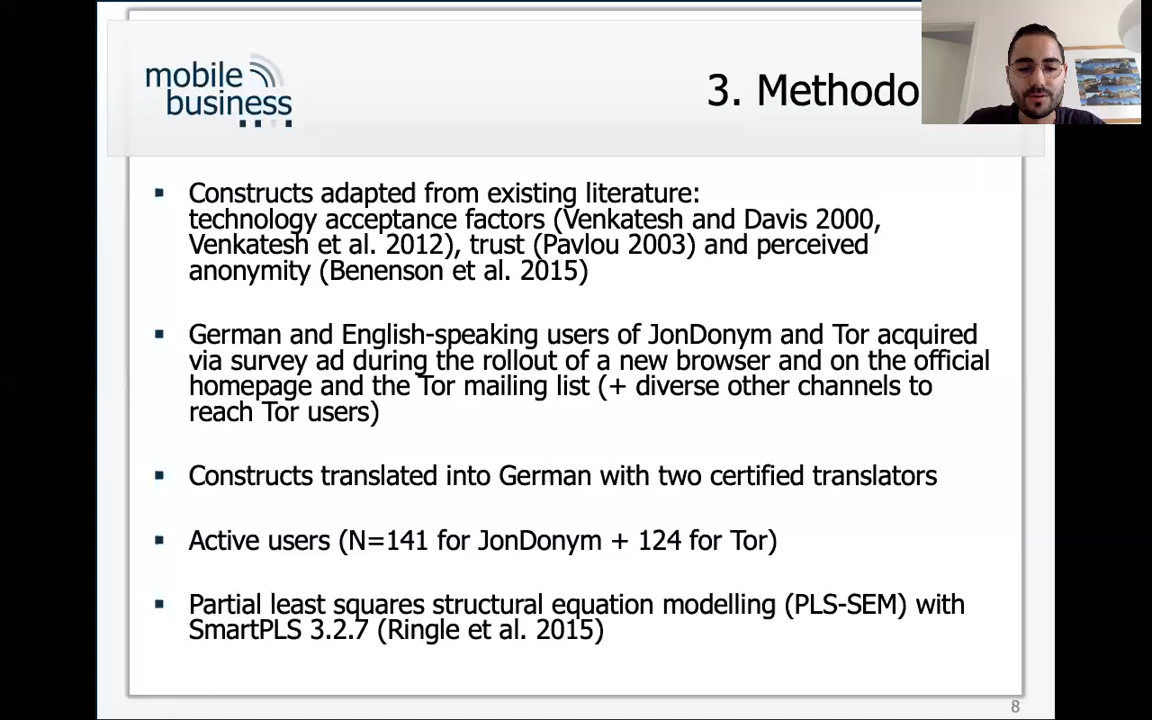 mobile
business
3. Methodo
Constructs adapted from existing literature:
technology acceptance factors (Venkatesh and Davis 2000,
Venkatesh et al. 2012), trust (Pavlou 2003) and perceived
anonymity (Benenson et al. 2015)
German and English-speaking users of JonDonym and Tor acquired
via survey ad during the rollout of a new browser and on the official
homepage and the Tor mailing list (+ diverse other channels to
reach Tor users)
Constructs translated into German with two certified translators
Active users (N=141 for JonDonym + 124 for Tor)
Partial least squares structural equation modelling (PLS-SEM) with
SmartPLS 3.2.7 (Ringle et al. 2015)
8